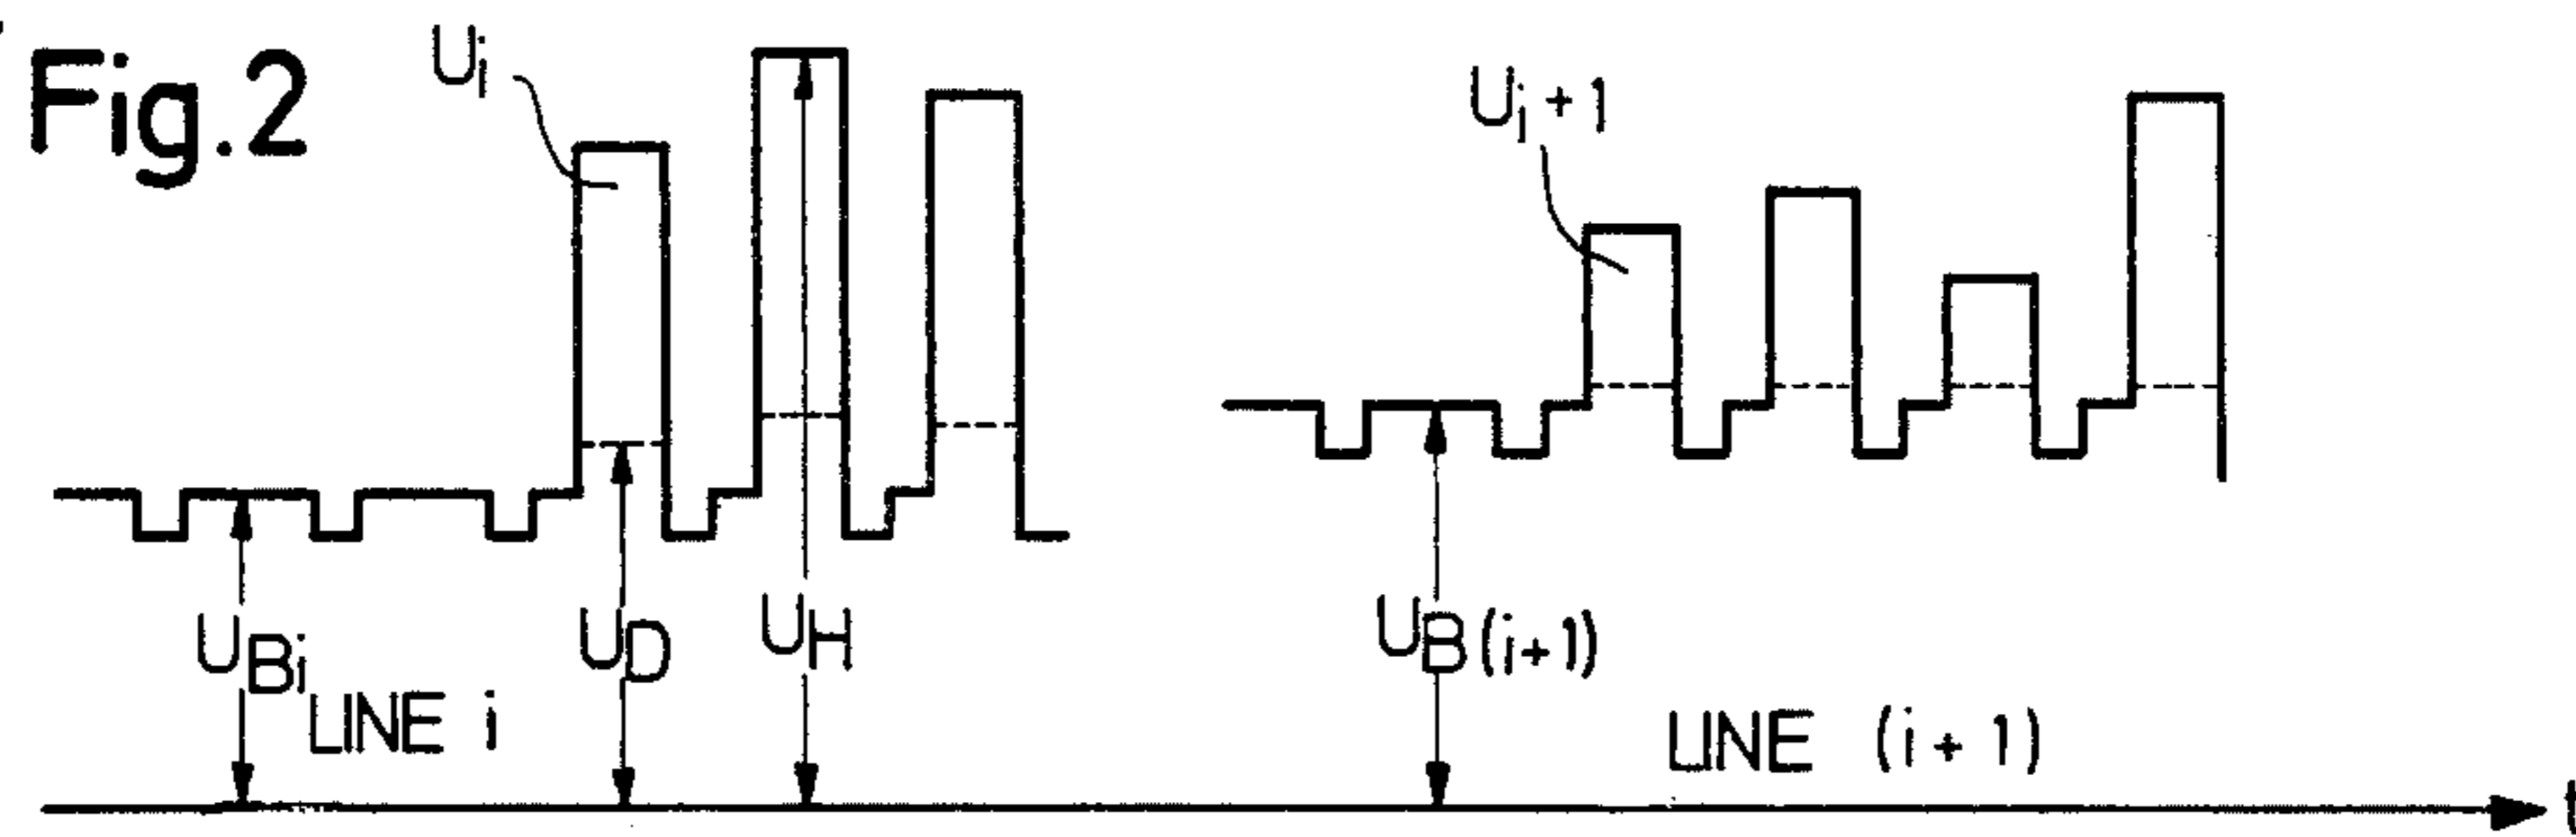 Fig.2
Ui
Ui+1
UBi
UD
UH
UB(i+1)
LINE i
LINE (i+1)
t